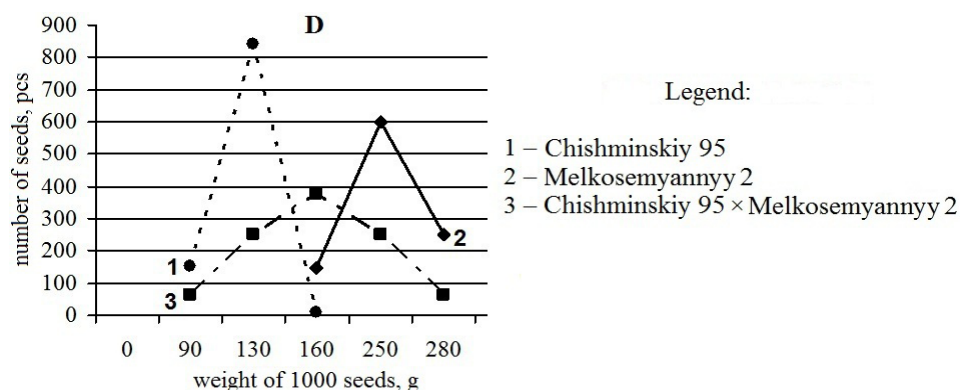 D
number of seeds, pcs
900
800
700
600
500
400
300
200
100
0
1
3
2
0 90 130 160 250 280
weight of 1000 seeds, g
Legend:
1 – Chishminskiy 95
2 – Melkosemyannyy 2
3 – Chishminskiy 95 × Melkosemyannyy 2